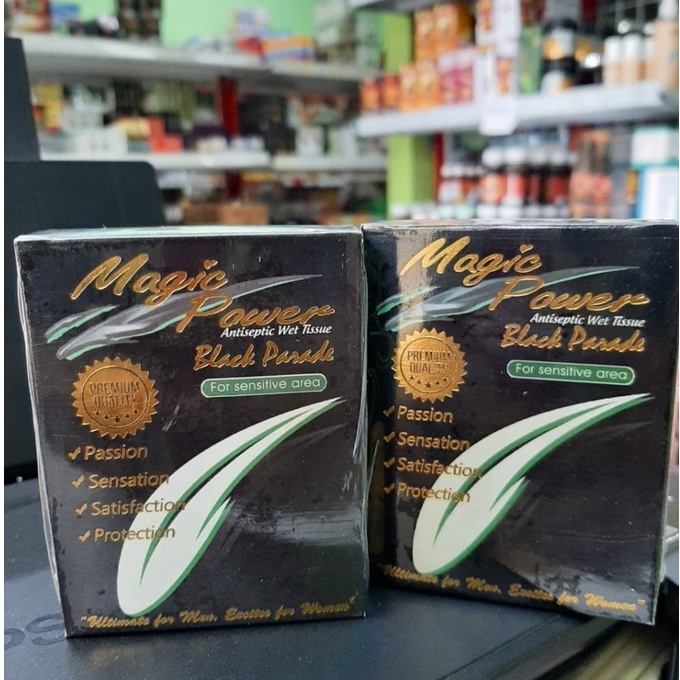 Magic
Power
Antiseptic Wet Tissue
Black Parade
For sensitive area
PREMIUM
QUALITY
Passion
Sensation
Satisfaction
Protection
"Ultimate for Men, Excites for Women"
Magic
Power
Antiseptic Wet Tissue
Black Parade
For sensitive area
PREMIUM
QUALITY
Passion
Sensation
Satisfaction
Protection
"Ultimate for Men, Excites for Women"